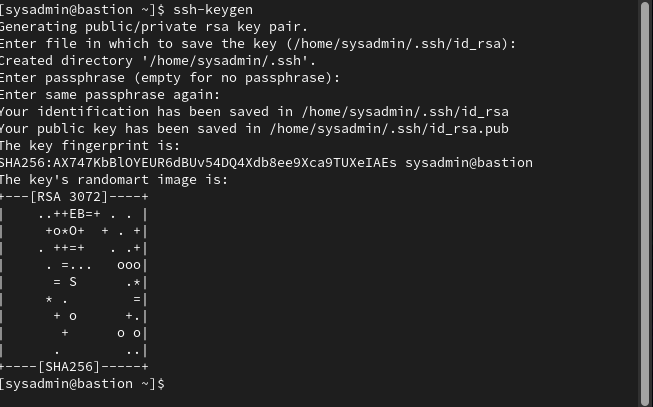 [sysadmin@bastion ~]$ ssh-keygen
Generating public/private rsa key pair.
Enter file in which to save the key (/home/sysadmin/.ssh/id_rsa):
Created directory '/home/sysadmin/.ssh'.
Enter passphrase (empty for no passphrase):
Enter same passphrase again:
Your identification has been saved in /home/sysadmin/.ssh/id_rsa
Your public key has been saved in /home/sysadmin/.ssh/id_rsa.pub
The key fingerprint is:
SHA256:AX747KbBlOYEUR6dBUv54DQ4Xdb8ee9Xca9TUXeIAEs sysadmin@bastion
The key's randomart image is:
+---[RSA 3072]----+
|    ..++EB=+ . . |
|     +o*O+  + . +|
|    . ++=+   . .+|
|     . =...   ooo|
|      = S      .*|
|     * .        =|
|      + o      +.|
|       +      o o|
|      .        ..|
+----[SHA256]-----+
[sysadmin@bastion ~]$